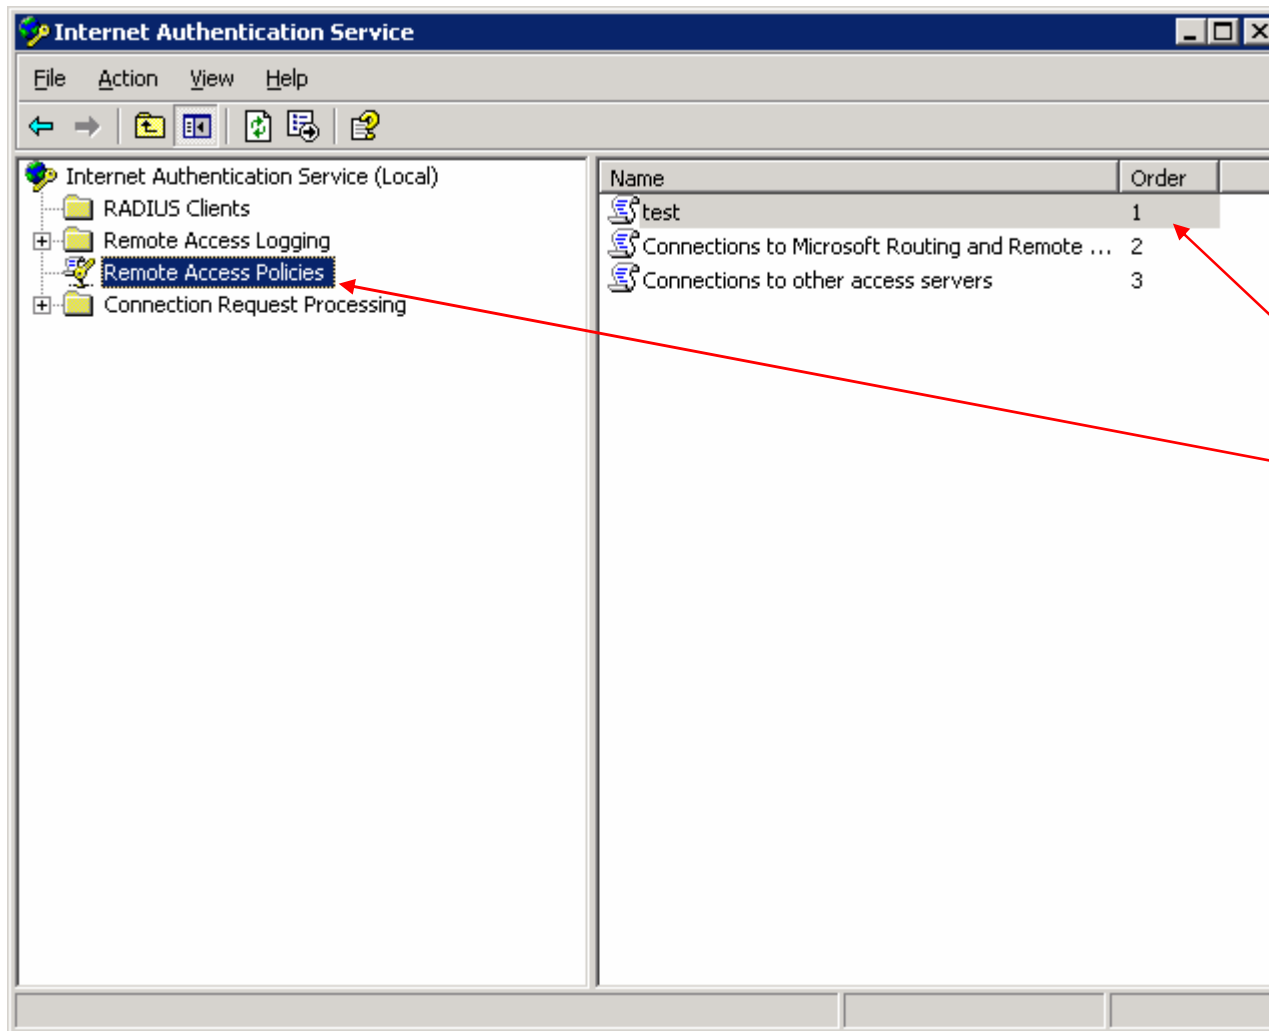 Internet Authentication Service
File Action View Help
Internet Authentication Service (Local)
RADIUS Clients
Remote Access Logging
Remote Access Policies
Connection Request Processing
Name Order
test 1
Connections to Microsoft Routing and Remote ... 2
Connections to other access servers 3